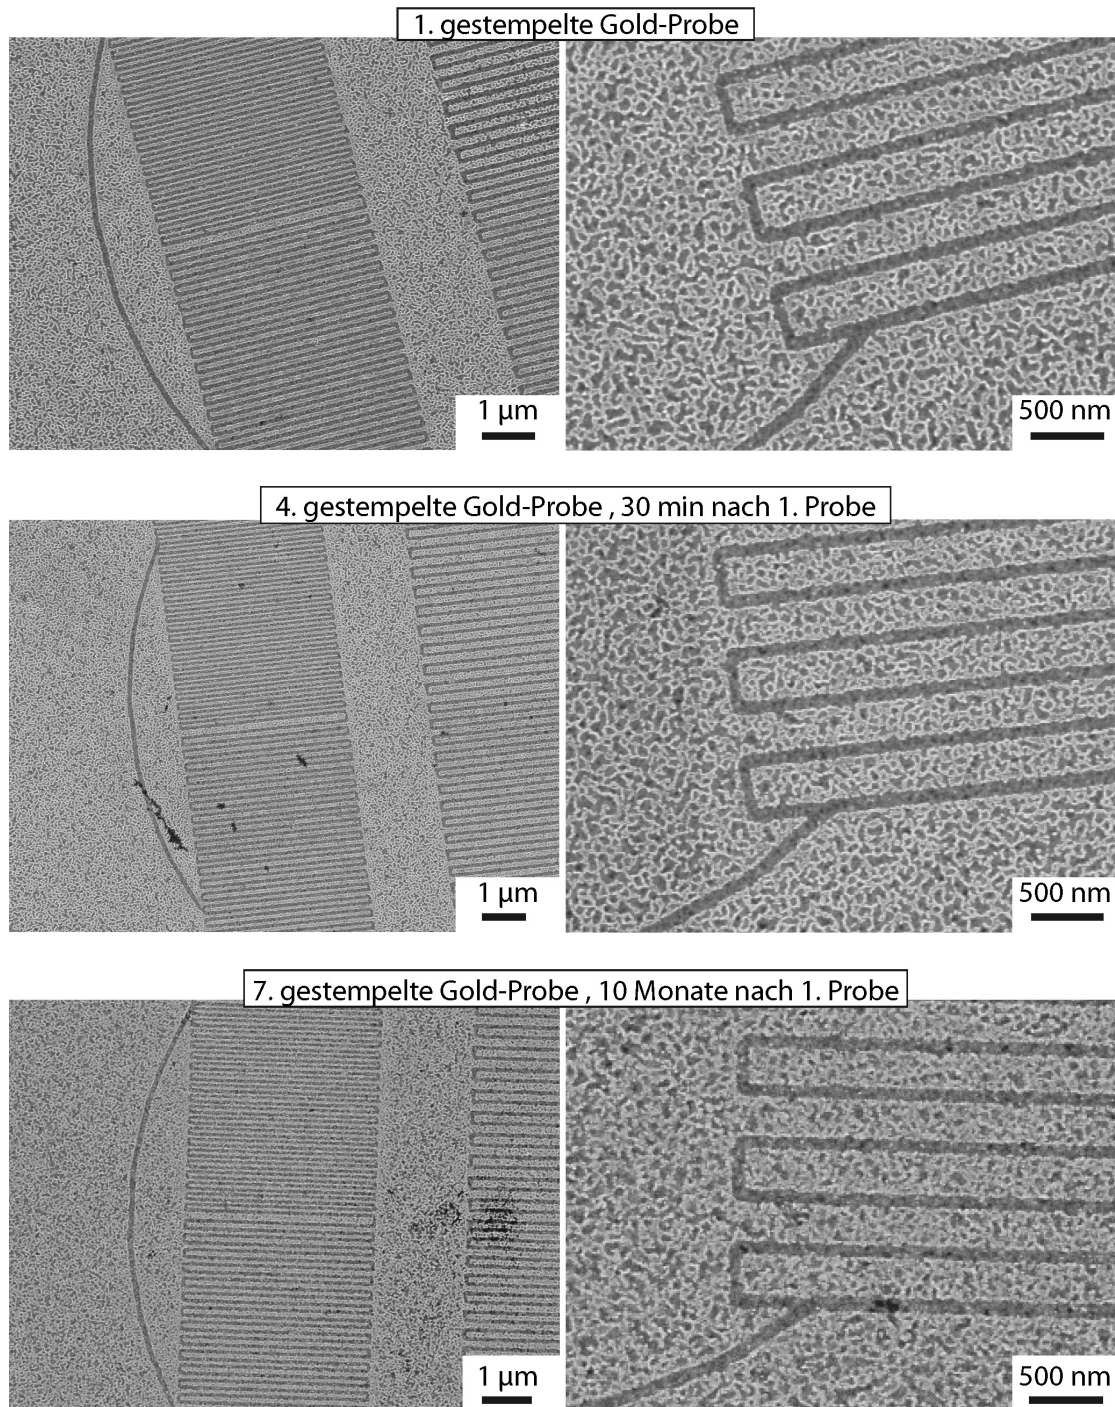 1. gestempelte Gold-Probe
1 µm
500 nm
4. gestempelte Gold-Probe , 30 min nach 1. Probe
1 µm
500 nm
7. gestempelte Gold-Probe , 10 Monate nach 1. Probe
1 µm
500 nm